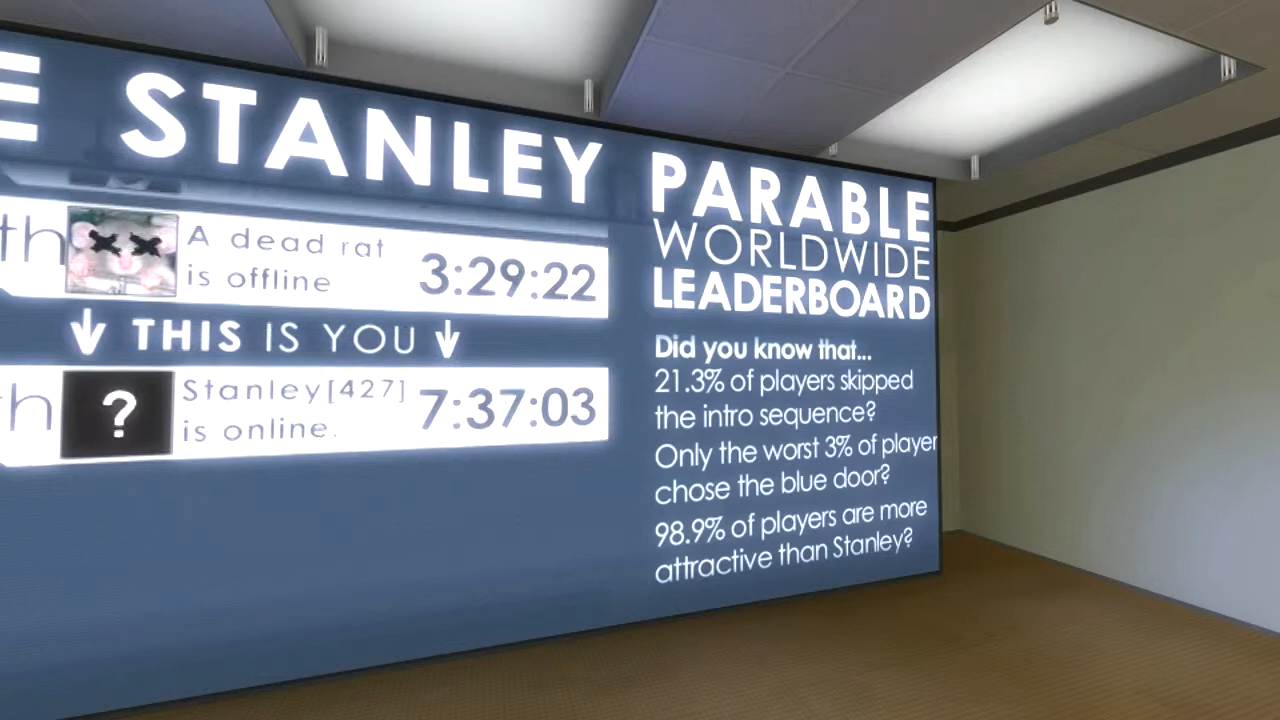 E STANLEY PARABLE
WORLDWIDE
LEADERBOARD
th
A dead rat
is offline
3:29:22
THIS IS YOU
th
?
Stanley[427]
is online.
7:37:03
Did you know that...
21.3% of players skipped
the intro sequence?
Only the worst 3% of player
chose the blue door?
98.9% of players are more
attractive than Stanley?